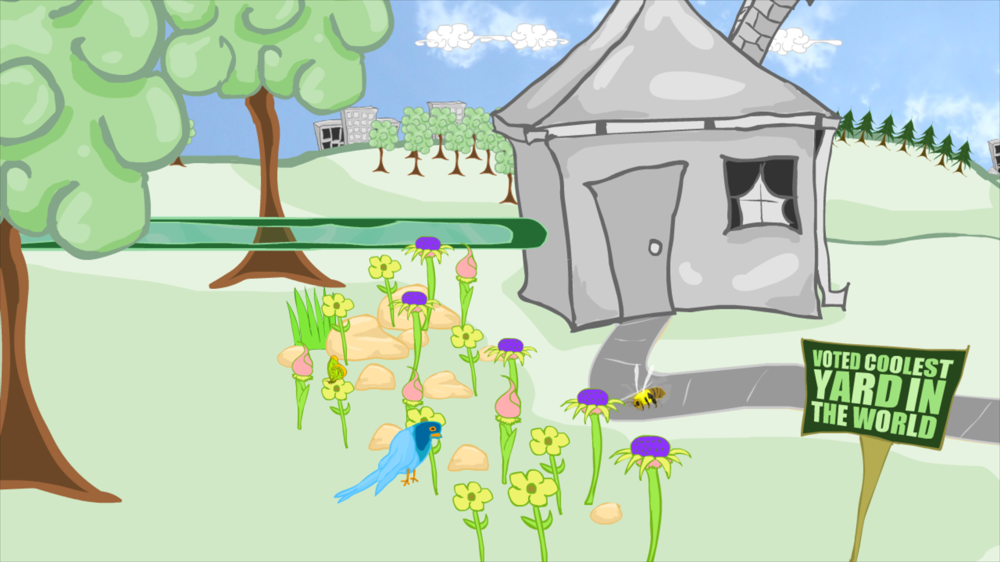 VOTED COOLEST
YARD IN
THE WORLD